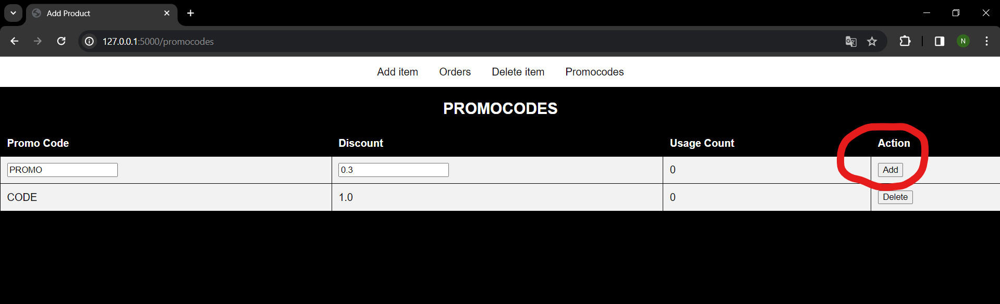 Add Product
127.0.0.1:5000/promocodes
N
Add item Orders Delete item Promocodes
PROMOCODES
Promo Code Discount Usage Count Action
PROMO 0.3 0 Add
CODE 1.0 0 Delete